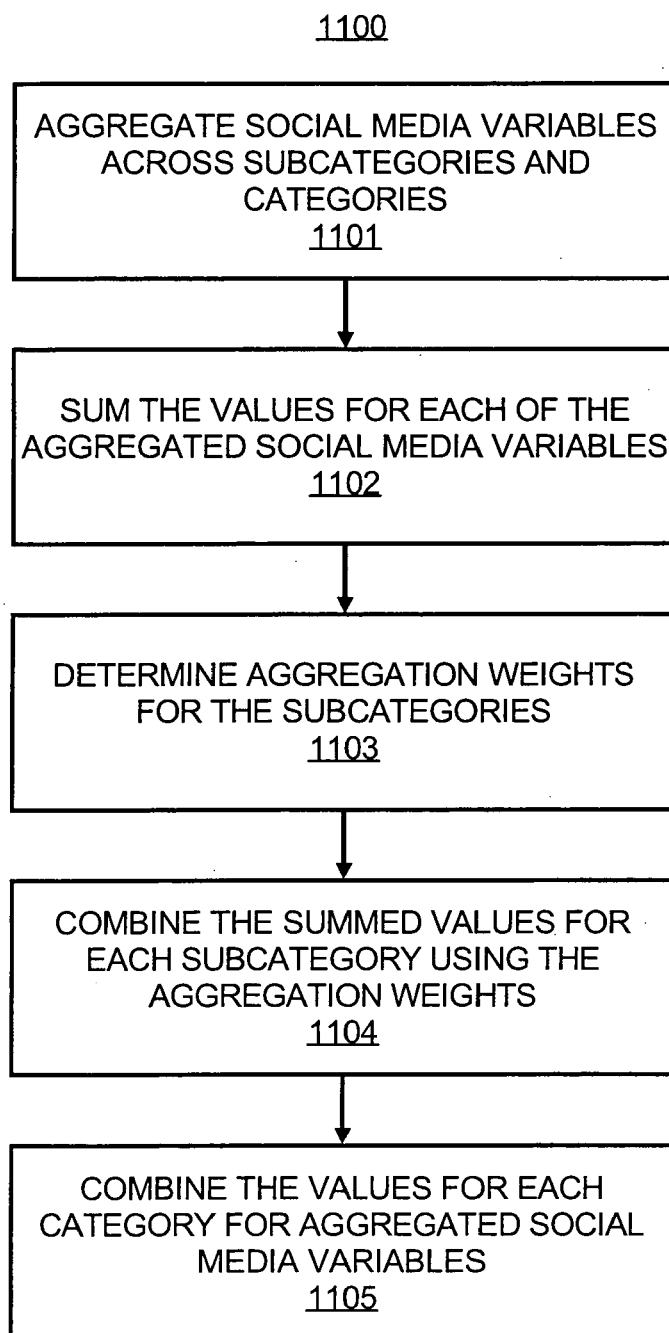 1100
AGGREGATE SOCIAL MEDIA VARIABLES
ACROSS SUBCATEGORIES AND
CATEGORIES
1101
SUM THE VALUES FOR EACH OF THE
AGGREGATED SOCIAL MEDIA VARIABLES
1102
DETERMINE AGGREGATION WEIGHTS
FOR THE SUBCATEGORIES
1103
COMBINE THE SUMMED VALUES FOR
EACH SUBCATEGORY USING THE
AGGREGATION WEIGHTS
1104
COMBINE THE VALUES FOR EACH
CATEGORY FOR AGGREGATED SOCIAL
MEDIA VARIABLES
1105